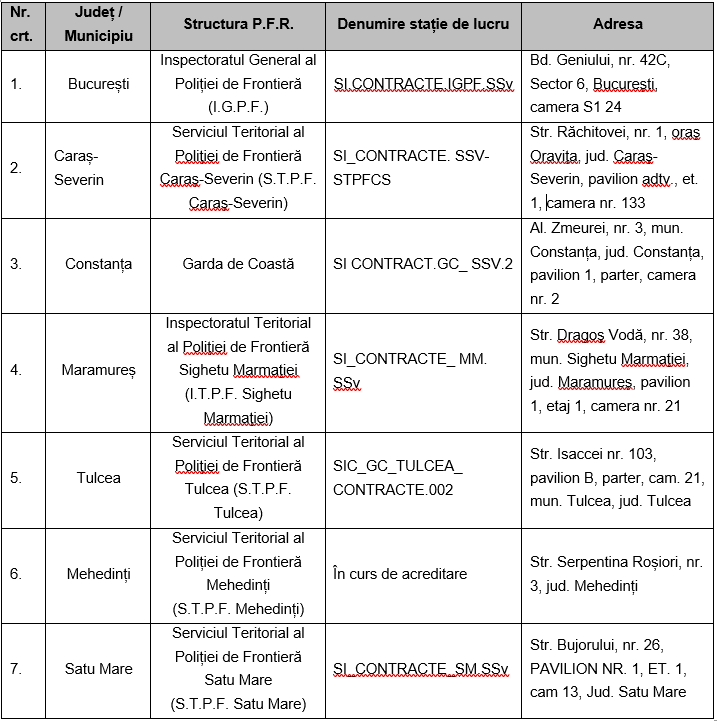 Nr. crt.
Județ / Municipiu
Structura P.F.R.
Denumire stație de lucru
Adresa
1.
București
Inspectoratul General al
Poliției de Frontieră
(I.G.P.F.)
SI.CONTRACTE.IGPF.SSv
Bd. Geniului, nr. 42C,
Sector 6, București,
camera S1 24
2.
Caraș-
Severin
Serviciul Teritorial al
Poliției de Frontieră
Caraș-Severin (S.T.P.F.
Caraș-Severin)
SI_CONTRACTE. SSV-
STPFCS
Str. Răchitovei, nr. 1, oraș
Oravița, jud. Caraș-
Severin, pavilion adtv., et.
1, camera nr. 133
3.
Constanța
Garda de Coastă
SI CONTRACT.GC_ SSV.2
Al. Zmeurei, nr. 3, mun.
Constanța, jud. Constanța,
pavilion 1, parter, camera
nr. 2
4.
Maramureș
Inspectoratul Teritorial
al Poliției de Frontieră
Sighetu Marmației
(I.T.P.F. Sighetu
Marmației)
SI_CONTRACTE_ MM.
SSv
Str. Dragoș Vodă, nr. 38,
mun. Sighetu Marmației,
jud. Maramureș, pavilion
1, etaj 1, camera nr. 21
5.
Tulcea
Serviciul Teritorial al
Poliției de Frontieră
Tulcea (S.T.P.F.
Tulcea)
SIC_GC_TULCEA_
CONTRACTE.002
Str. Isaccei nr. 103,
pavilion B, parter, cam. 21,
mun. Tulcea, jud. Tulcea
6.
Mehedinți
Serviciul Teritorial al
Poliției de Frontieră
Mehedinți
(S.T.P.F. Mehedinți)
În curs de acreditare
Str. Serpentina Roșiori, nr.
3, jud. Mehedinți
7.
Satu Mare
Serviciul Teritorial al
Poliției de Frontieră
Satu Mare
(S.T.P.F. Satu Mare)
SI_CONTRACTE_SM.SSv
Str. Bujorului, nr. 26,
PAVILION NR. 1, ET. 1,
cam 13, Jud. Satu Mare